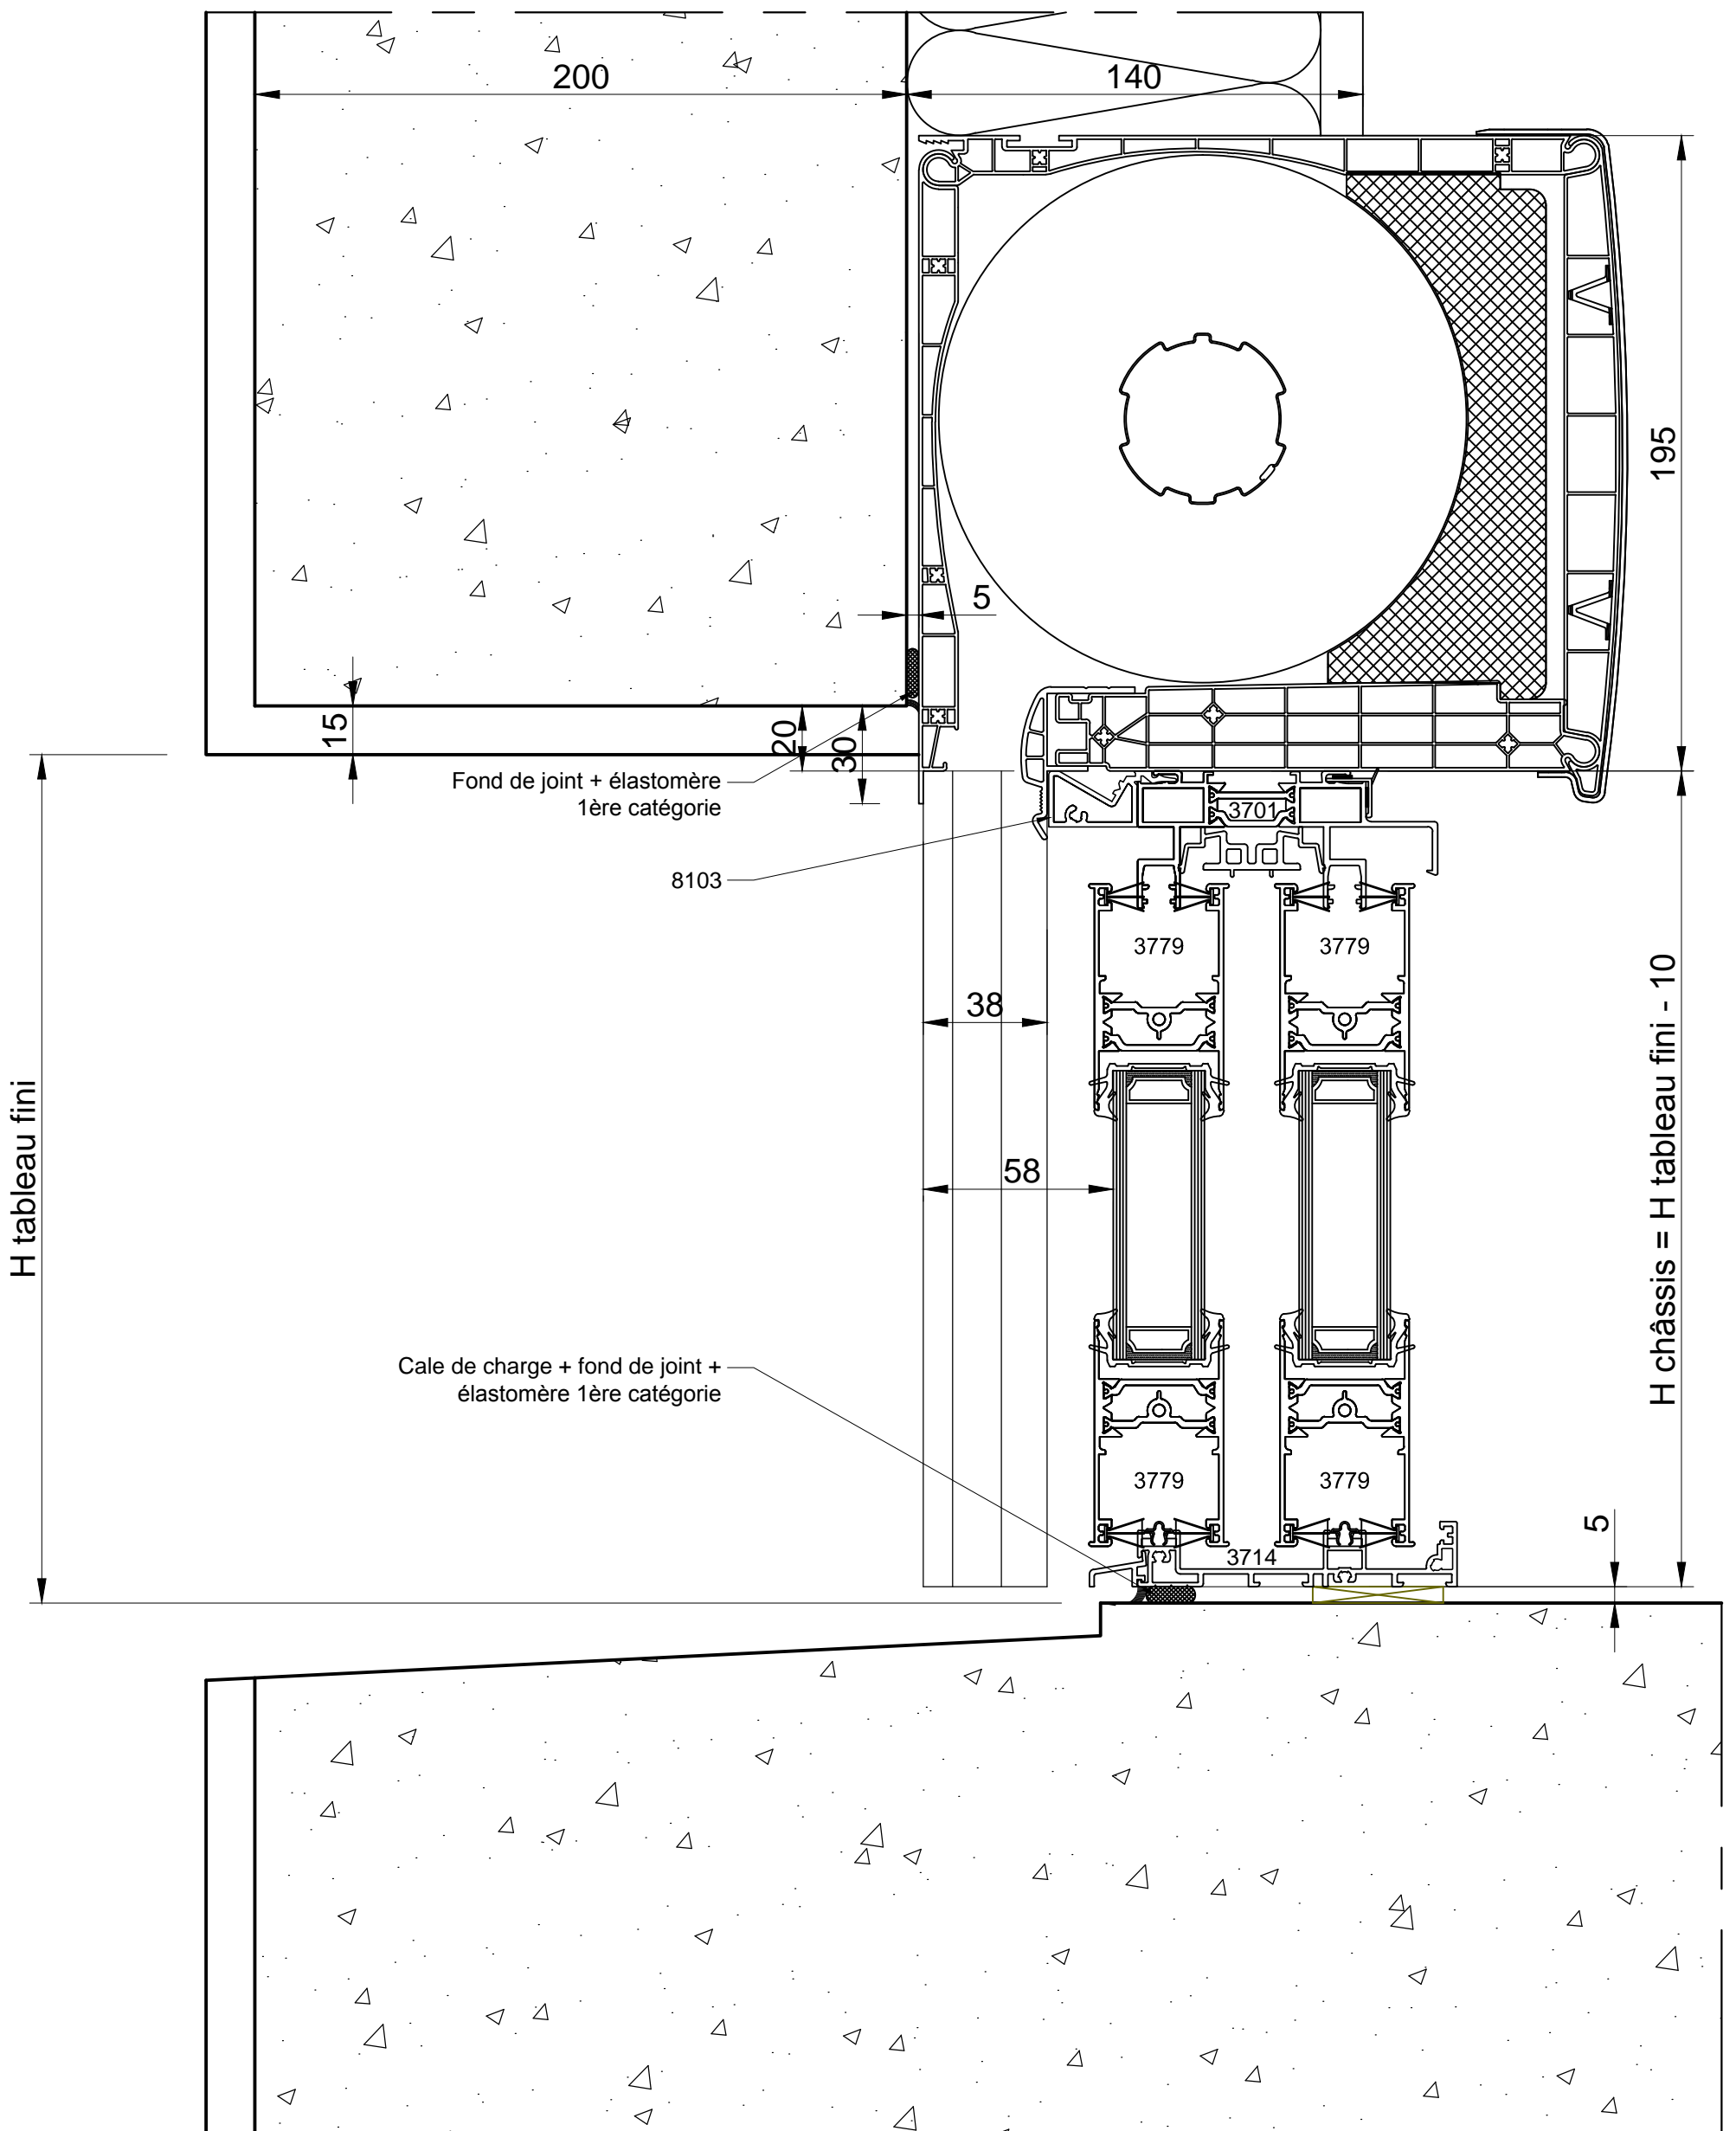 200
140
195
5
15
20
30
Fond de joint + élastomère
1ère catégorie
3701
8103
3779
3779
38
H tableau fini
H châssis = H tableau fini - 10
58
Cale de charge + fond de joint +
élastomère 1ère catégorie
3779
3779
5
3714